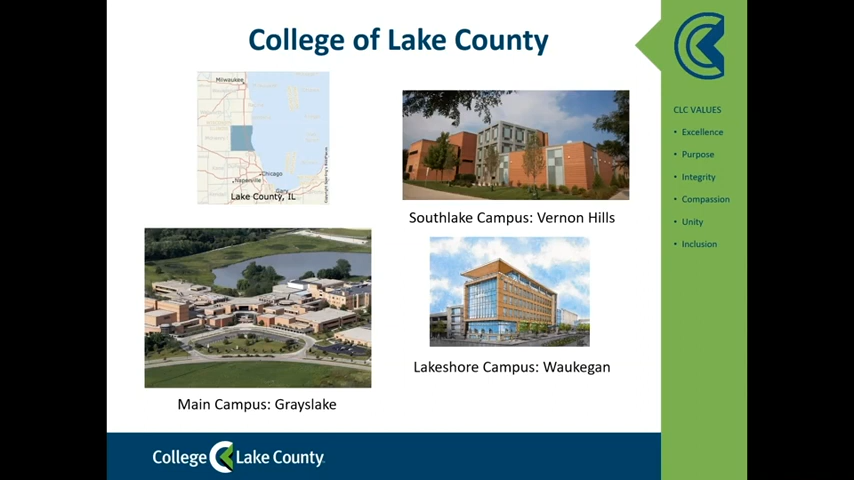 College of Lake County
Milwaukee
Chicago
Naperville
Gary
Lake County, IL
Southlake Campus: Vernon Hills
Lakeshore Campus: Waukegan
Main Campus: Grayslake
CLC VALUES
• Excellence
• Purpose
• Integrity
• Compassion
• Unity
• Inclusion
College Lake County